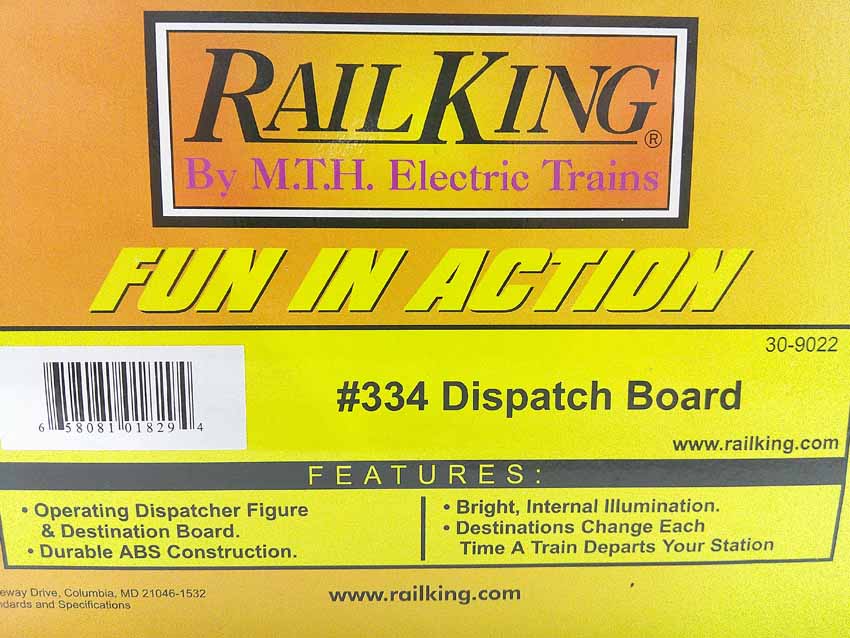 RAILKING®
By M.T.H. Electric Trains
FUN IN ACTION
30-9022
#334 Dispatch Board
6 58081 01829 4
www.railking.com
FEATURES:
• Operating Dispatcher Figure
& Destination Board.
• Durable ABS Construction.
• Bright, Internal Illumination.
• Destinations Change Each
Time A Train Departs Your Station
Drive, Columbia, MD 21046-1532
and Specifications
www.railking.com